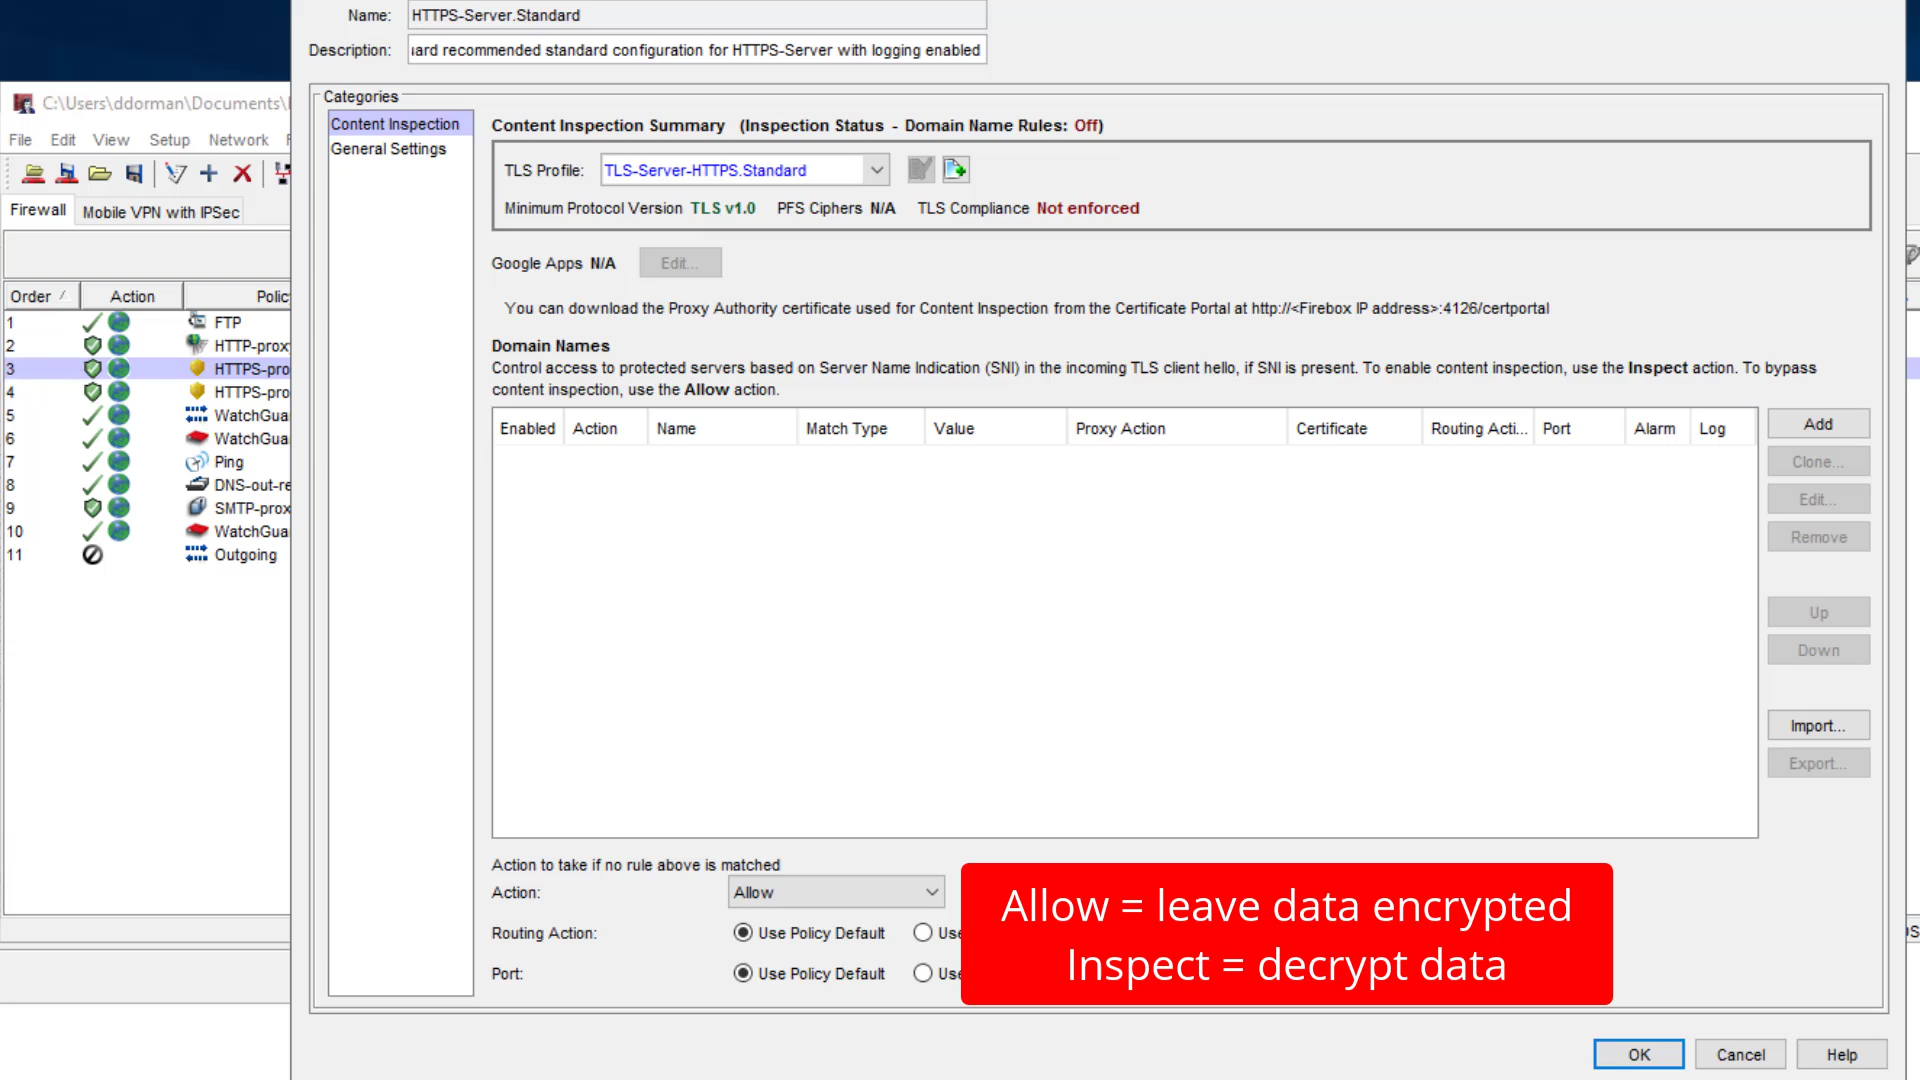 Name: HTTPS-Server.Standard
Description: ard recommended standard configuration for HTTPS-Server with logging enabled
C:\Users\ddorman\Documents\
File Edit View Setup Network
Firewall Mobile VPN with IPSec
Order Action Polic
1 FTP
2 HTTP-prox
3 HTTPS-pro
4 HTTPS-pro
5 WatchGua
6 WatchGua
7 Ping
8 DNS-out-re
9 SMTP-prox
10 WatchGua
11 Outgoing
Categories
Content Inspection
General Settings
Content Inspection Summary (Inspection Status - Domain Name Rules: Off)
TLS Profile: TLS-Server-HTTPS.Standard
Minimum Protocol Version TLS v1.0 PFS Ciphers N/A TLS Compliance Not enforced
Google Apps N/A Edit...
You can download the Proxy Authority certificate used for Content Inspection from the Certificate Portal at http://<Firebox IP address>:4126/certportal
Domain Names
Control access to protected servers based on Server Name Indication (SNI) in the incoming TLS client hello, if SNI is present. To enable content inspection, use the Inspect action. To bypass
content inspection, use the Allow action.
Enabled Action Name Match Type Value Proxy Action Certificate Routing Acti... Port Alarm Log
Add
Clone...
Edit...
Remove
Up
Down
Import...
Export...
Action to take if no rule above is matched
Action: Allow
Routing Action: Use Policy Default Use
Port: Use Policy Default Use
Allow = leave data encrypted
Inspect = decrypt data
OK Cancel Help